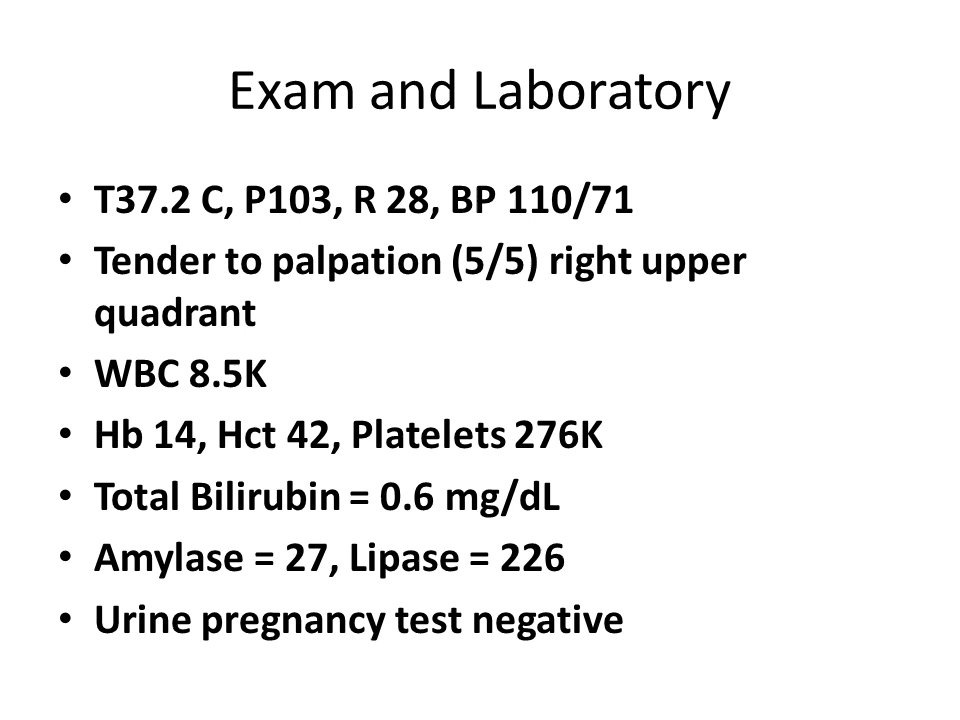 Exam and Laboratory
• T37.2 C, P103, R 28, BP 110/71
• Tender to palpation (5/5) right upper
quadrant
• WBC 8.5K
• Hb 14, Hct 42, Platelets 276K
• Total Bilirubin = 0.6 mg/dL
• Amylase = 27, Lipase = 226
• Urine pregnancy test negative